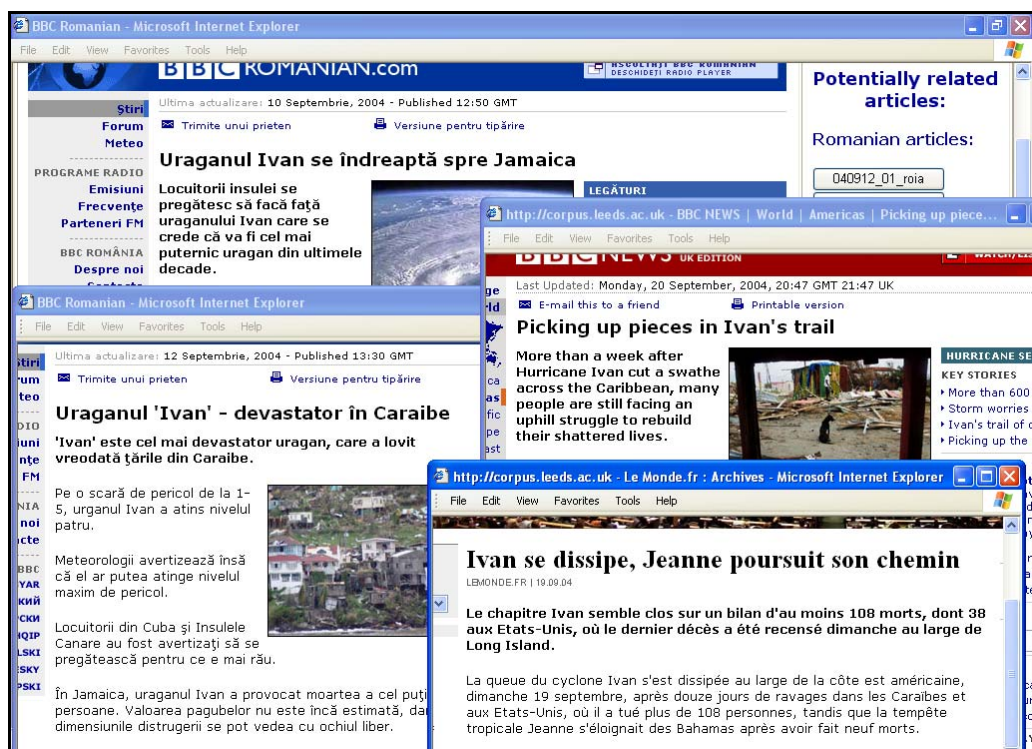 BBC Romanian - Microsoft Internet Explorer
File Edit View Favorites Tools Help
BBC ROMANIAN.com
ASCULTAŢI BBC ROMANIAN
DESCHIDEŢI RADIO PLAYER
Ştiri
Forum
Meteo
PROGRAME RADIO
Emisiuni
Frecvenţe
Parteneri FM
BBC ROMÂNIA
Despre noi
Ultima actualizare: 10 Septembrie, 2004 - Published 12:50 GMT
Trimite unui prieten Versiune pentru tipărire
Uraganul Ivan se îndreaptă spre Jamaica
Locuitorii insulei se
pregătesc să facă faţă
uraganului Ivan care se
crede că va fi cel mai
puternic uragan din ultimele
decade.
LEGĂTURI
Potentially related
articles:
Romanian articles:
040912_01_roia
http://corpus.leeds.ac.uk - BBC NEWS | World | Americas | Picking up piece...
File Edit View Favorites Tools Help
BBC NEWS UK EDITION
Last Updated: Monday, 20 September, 2004, 20:47 GMT 21:47 UK
E-mail this to a friend Printable version
Picking up pieces in Ivan's trail
More than a week after
Hurricane Ivan cut a swathe
across the Caribbean, many
people are still facing an
uphill struggle to rebuild
their shattered lives.
HURRICANE SE
KEY STORIES
More than 600
Storm worries
Ivan's trail of
Picking up the
BBC Romanian - Microsoft Internet Explorer
File Edit View Favorites Tools Help
Ultima actualizare: 12 Septembrie, 2004 - Published 13:30 GMT
Trimite unui prieten Versiune pentru tipărire
Uraganul 'Ivan' - devastator în Caraibe
'Ivan' este cel mai devastator uragan, care a lovit
vreodată ţările din Caraibe.
Pe o scară de pericol de la 1-
5, urganul Ivan a atins nivelul
patru.
Meteorologii avertizează însă
că el ar putea atinge nivelul
maxim de pericol.
Locuitorii din Cuba şi Insulele
Canare au fost avertizaţi să se
pregătească pentru ce e mai rău.
În Jamaica, uraganul Ivan a provocat moartea a cel puţi
persoane. Valoarea pagubelor nu este încă estimată, dar
dimensiunile distrugerii se pot vedea cu ochiul liber.
http://corpus.leeds.ac.uk - Le Monde.fr : Archives - Microsoft Internet Explorer
File Edit View Favorites Tools Help
Ivan se dissipe, Jeanne poursuit son chemin
LEMONDE.FR | 19.09.04
Le chapitre Ivan semble clos sur un bilan d'au moins 108 morts, dont 38
aux Etats-Unis, où le dernier décès a été recensé dimanche au large de
Long Island.
La queue du cyclone Ivan s'est dissipée au large de la côte est américaine,
dimanche 19 septembre, après douze jours de ravages dans les Caraïbes et
aux Etats-Unis, où il a tué plus de 108 personnes, tandis que la tempête
tropicale Jeanne s'éloignait des Bahamas après avoir fait neuf morts.